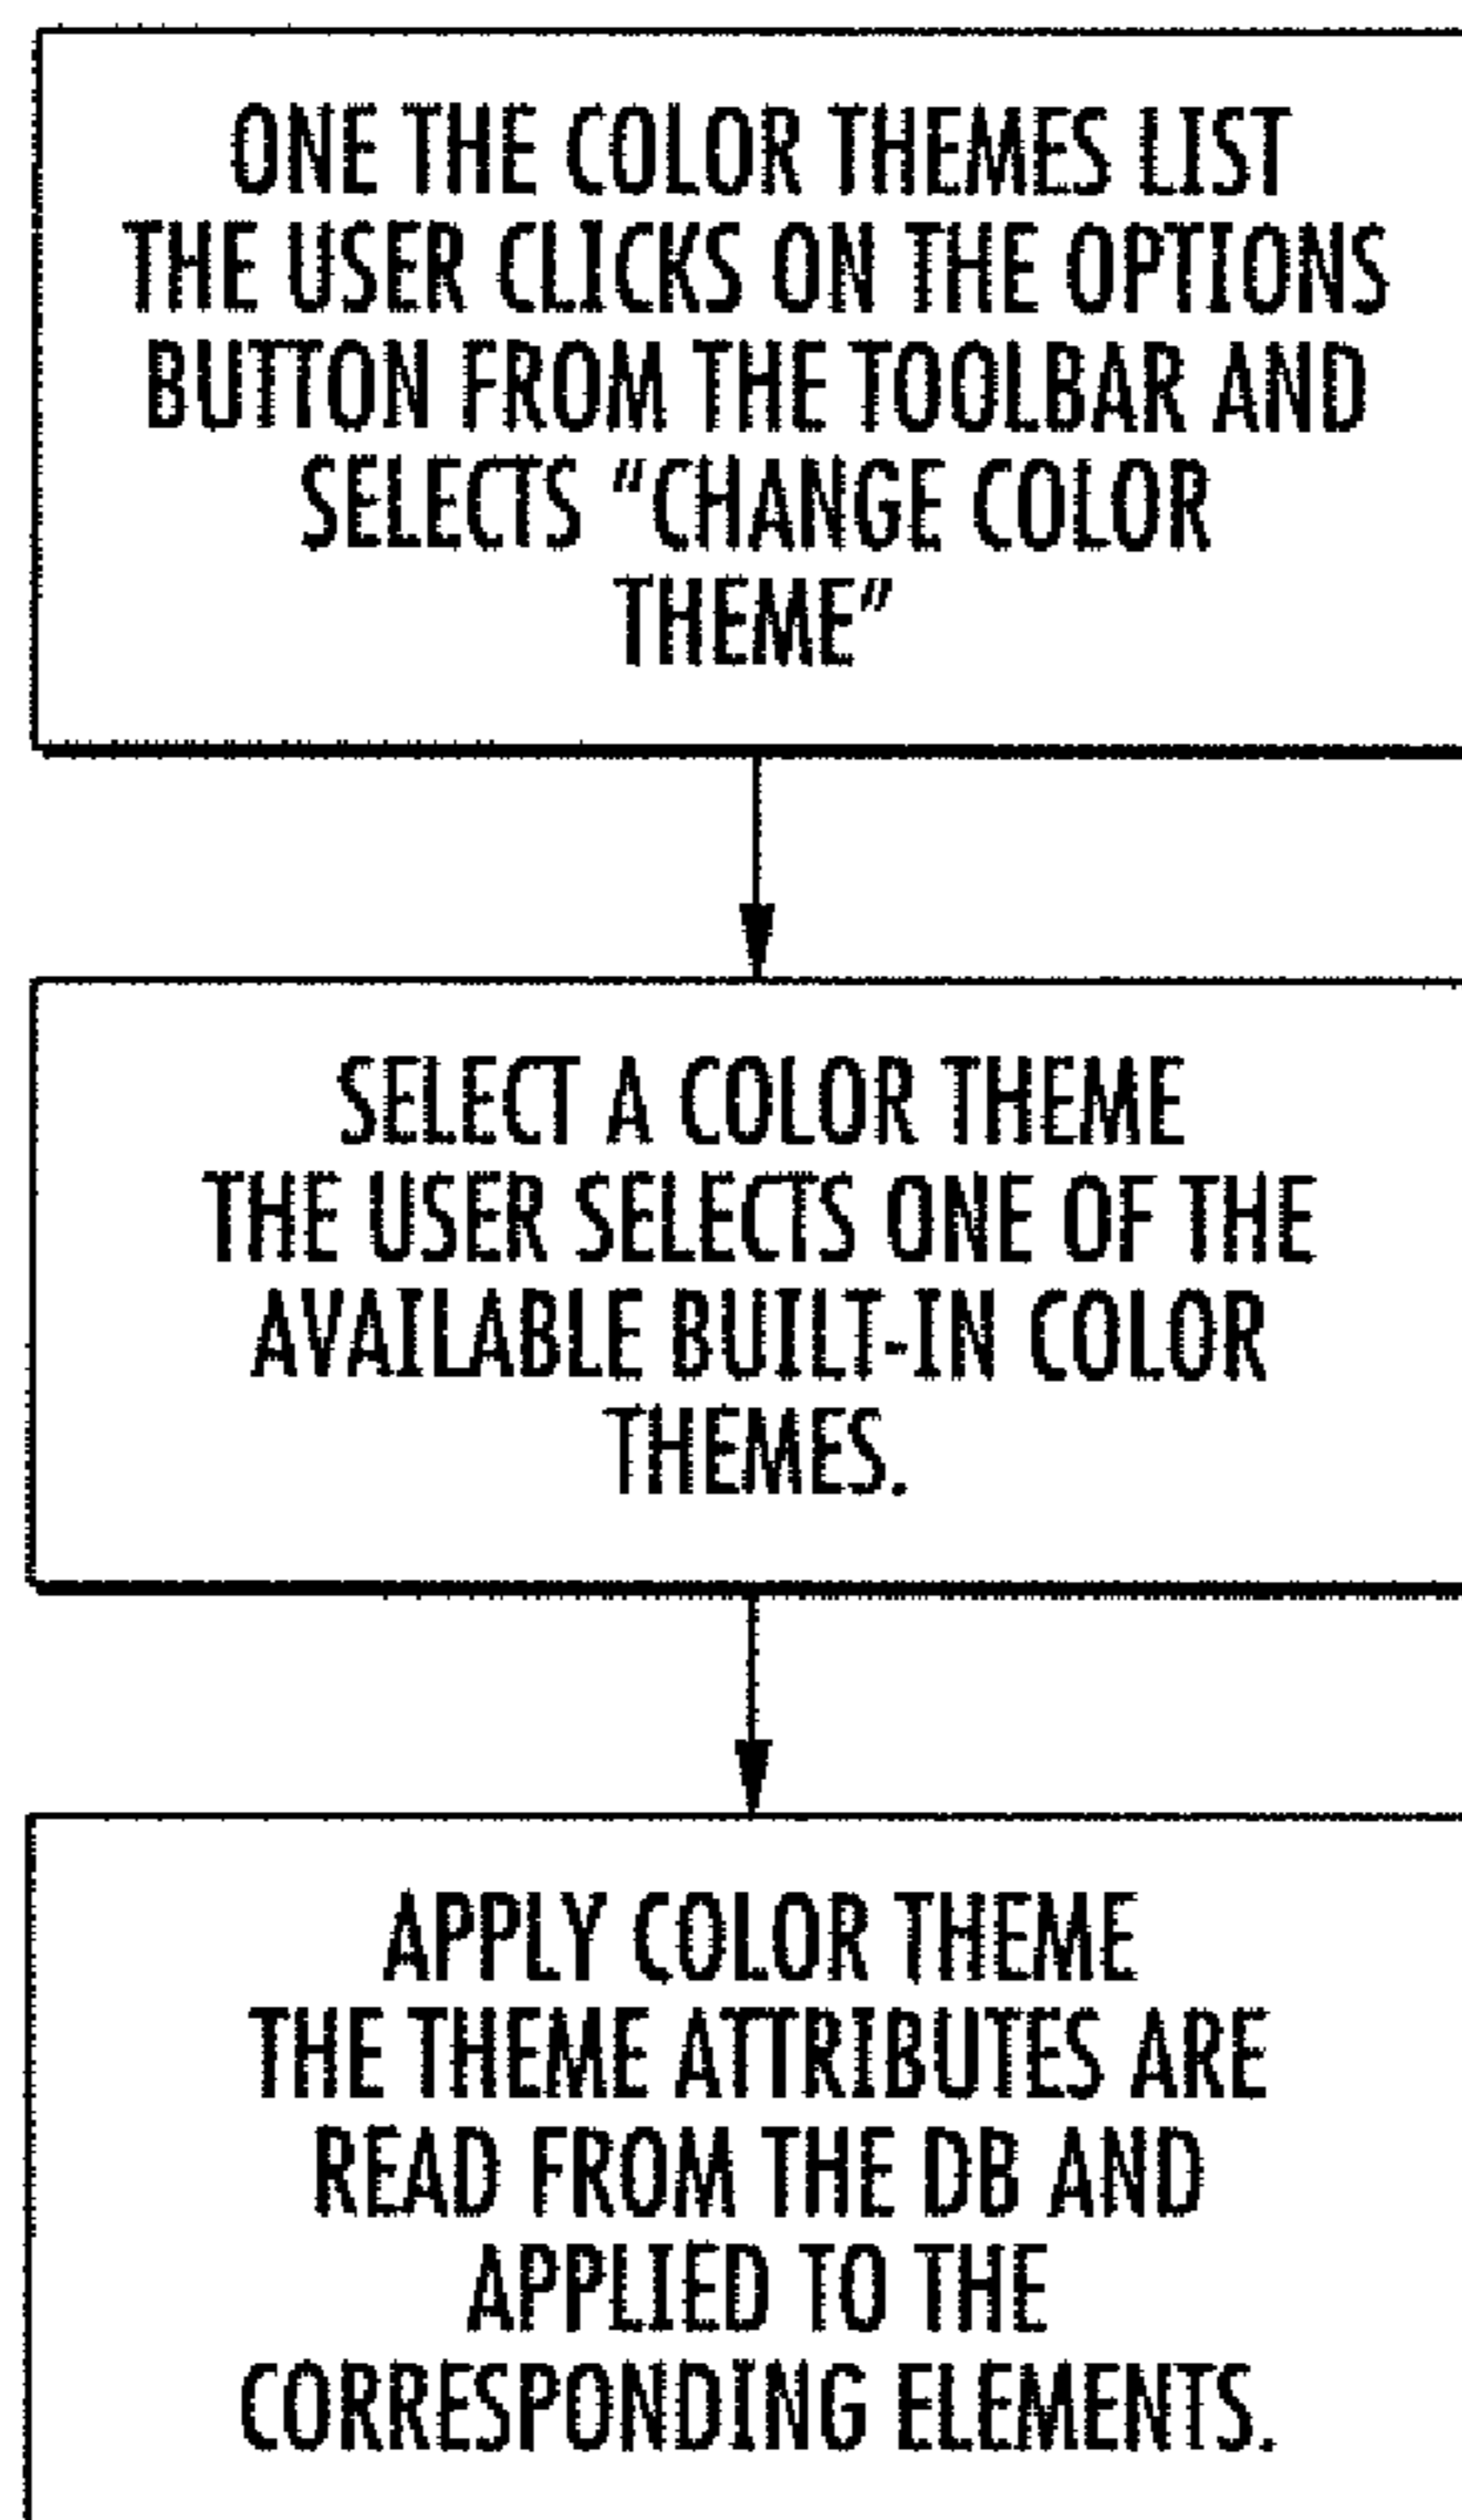 ONE THE COLOR THEMES LIST
THE USER CLICKS ON THE OPTIONS
BUTTON FROM THE TOOLBAR AND
SELECTS "CHANGE COLOR
THEME"
SELECT A COLOR THEME
THE USER SELECTS ONE OF THE
AVAILABLE BUILT-IN COLOR
THEMES.
APPLY COLOR THEME
THE THEME ATTRIBUTES ARE
READ FROM THE DB AND
APPLIED TO THE
CORRESPONDING ELEMENTS.